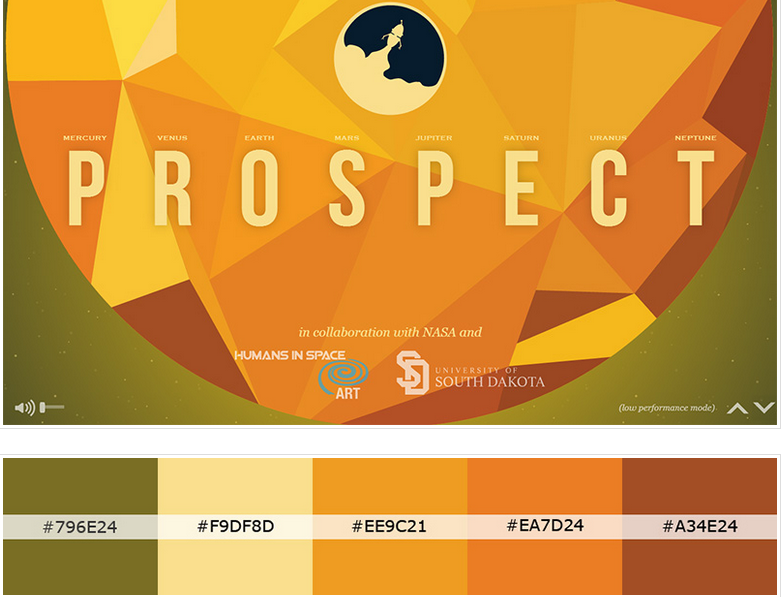 MERCURY VENUS EARTH MARS JUPITER SATURN URANUS NEPTUNE
PROSPECT
in collaboration with NASA and
HUMANS IN SPACE
ART
SD UNIVERSITY OF
SOUTH DAKOTA
(low performance mode)
#796E24 #F9DF8D #EE9C21 #EA7D24 #A34E24